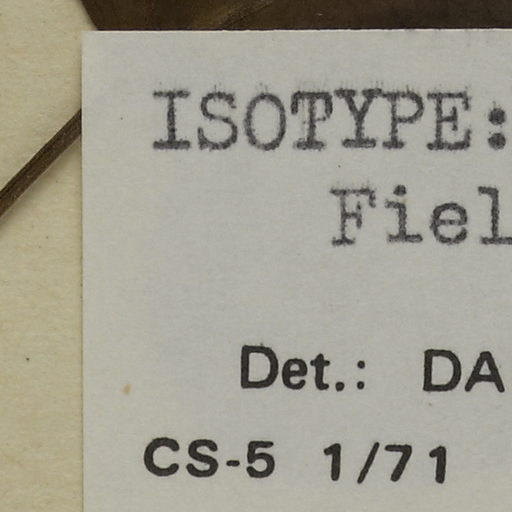 ISOTYPE:
Fiel
Det.: DA
CS-5 1/71